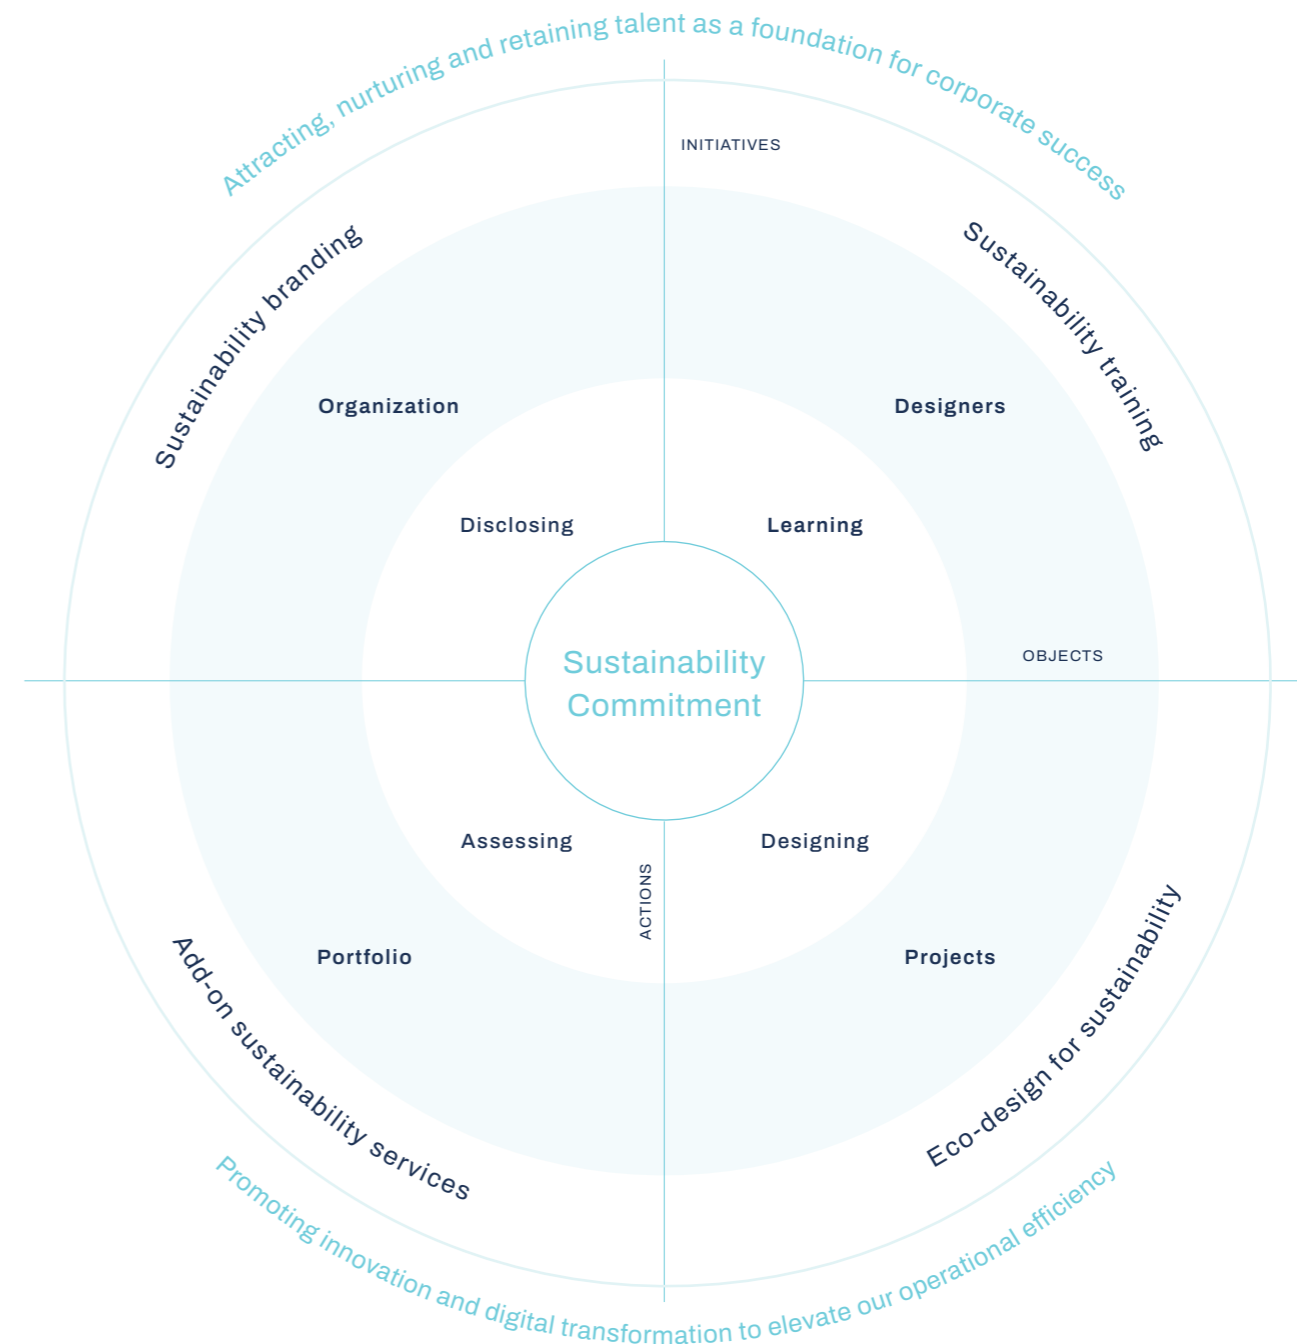 Attracting, nurturing and retaining talent as a foundation for corporate success
INITIATIVES
Sustainability branding
Sustainability training
Organization
Designers
Disclosing
Learning
OBJECTS
Sustainability
Commitment
Assessing
Designing
ACTIONS
Portfolio
Projects
Add-on sustainability services
Eco-design for sustainability
Promoting innovation and digital transformation to elevate our operational efficiency